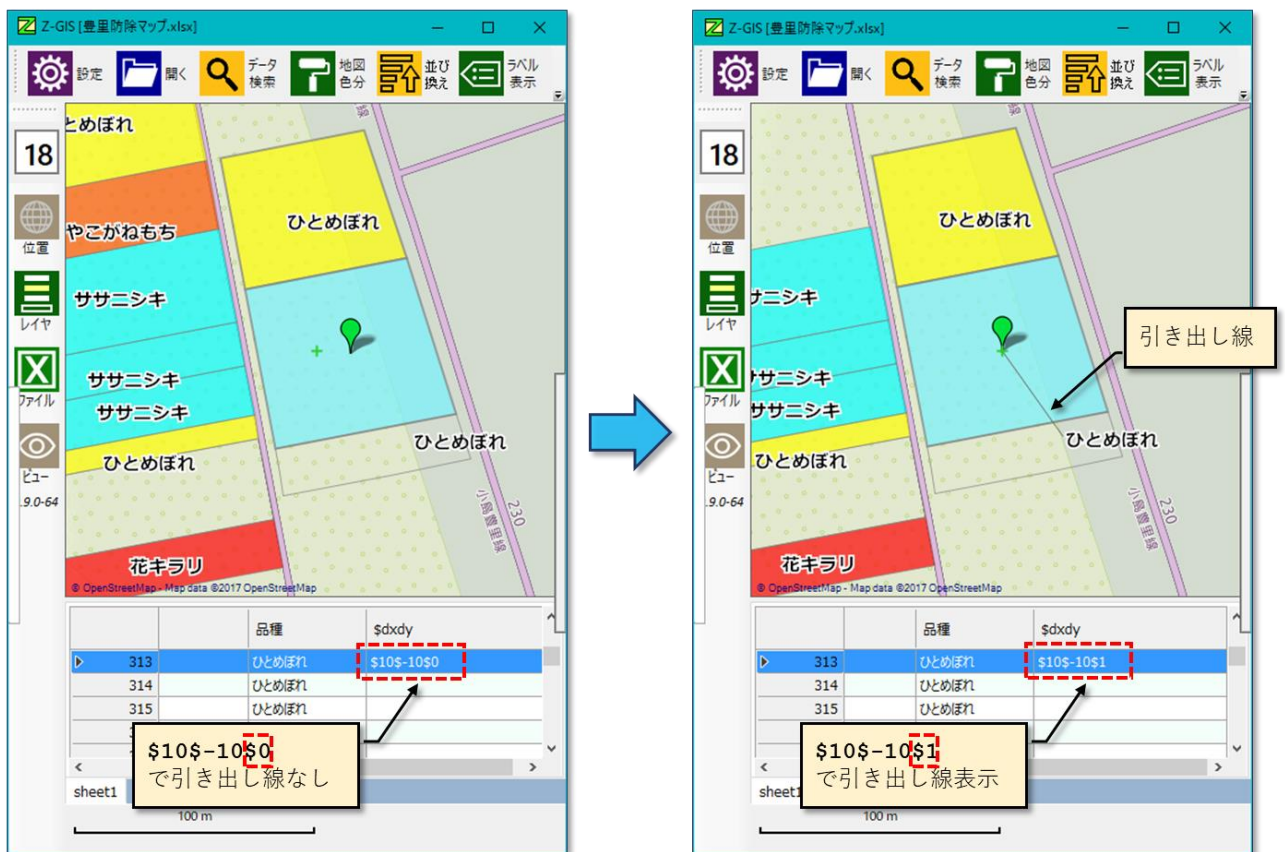 Z-GIS [豊里防除マップ.xlsx]
設定
開く
データ
検索
地図
色分
並び
換え
ラベル
表示
18
位置
レイヤ
ファイル
ビュー
.9.0-64
とめぼれ
やこがねもち
ササニシキ
ササニシキ
ササニシキ
ひとめぼれ
花キラリ
ひとめぼれ
ひとめぼれ
線
230
小島豊里線
© OpenStreetMap - Map data ©2017 OpenStreetMap
品種 $dxdy
313 ひとめぼれ $10$-10$0
314 ひとめぼれ
315 ひとめぼれ
$10$-10$0
で引き出し線なし
sheet1
100 m
Z-GIS [豊里防除マップ.xlsx]
設定
開く
データ
検索
地図
色分
並び
換え
ラベル
表示
18
位置
レイヤ
ファイル
ビュー
.9.0-64
ひとめぼれ
サニシキ
ササニシキ
ササニシキ
ひとめぼれ
花キラリ
ひとめぼれ
引き出し線
線
230
小島豊里線
© OpenStreetMap - Map data ©2017 OpenStreetMap
品種 $dxdy
313 ひとめぼれ $10$-10$1
314 ひとめぼれ
315 ひとめぼれ
$10$-10$1
で引き出し線表示
sheet1
100 m